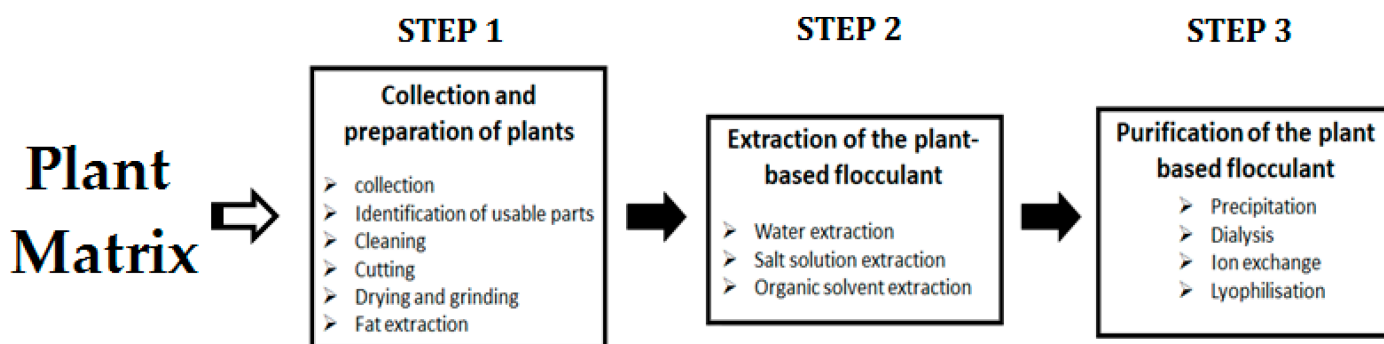 Plant
Matrix
STEP 1
Collection and
preparation of plants
➤ collection
➤ Identification of usable parts
➤ Cleaning
➤ Cutting
➤ Drying and grinding
➤ Fat extraction
STEP 2
Extraction of the plant-
based flocculant
➤ Water extraction
➤ Salt solution extraction
➤ Organic solvent extraction
STEP 3
Purification of the plant
based flocculant
➤ Precipitation
➤ Dialysis
➤ Ion exchange
➤ Lyophilisation